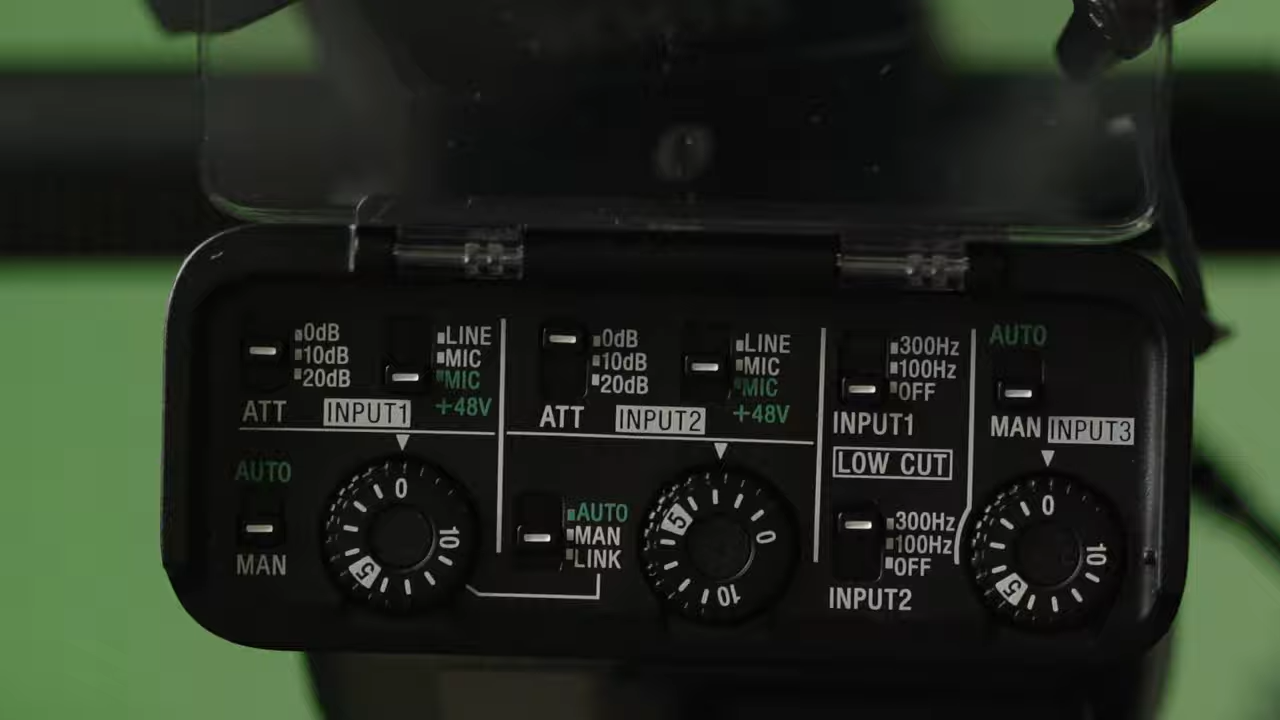 0dB
10dB
20dB
ATT
LINE
MIC
MIC
+48V
INPUT1
0dB
10dB
20dB
ATT
LINE
MIC
MIC
+48V
INPUT2
300Hz
100Hz
OFF
INPUT1
LOW CUT
AUTO
MAN INPUT3
AUTO
MAN
0
5
10
AUTO
MAN
LINK
0
5
10
300Hz
100Hz
OFF
INPUT2
0
5
10